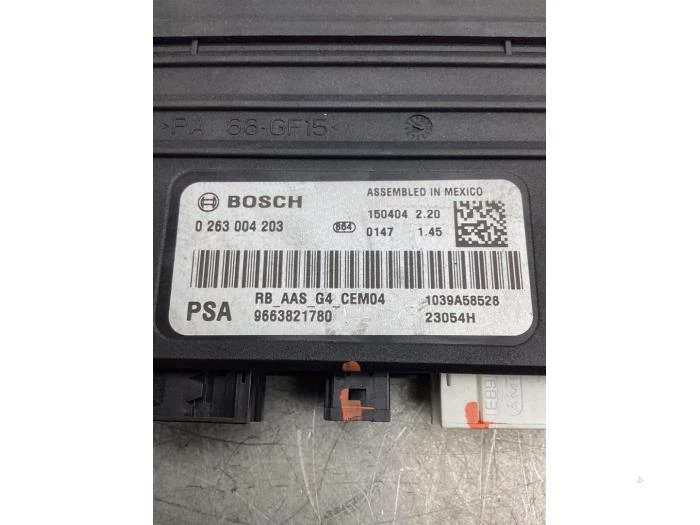 >PA 66-GF15<
BOSCH
ASSEMBLED IN MEXICO
0 263 004 203
864
150404 2.20
0147 1.45
PSA
RB_AAS_G4_CEM04
9663821780
1039A58528
23054H